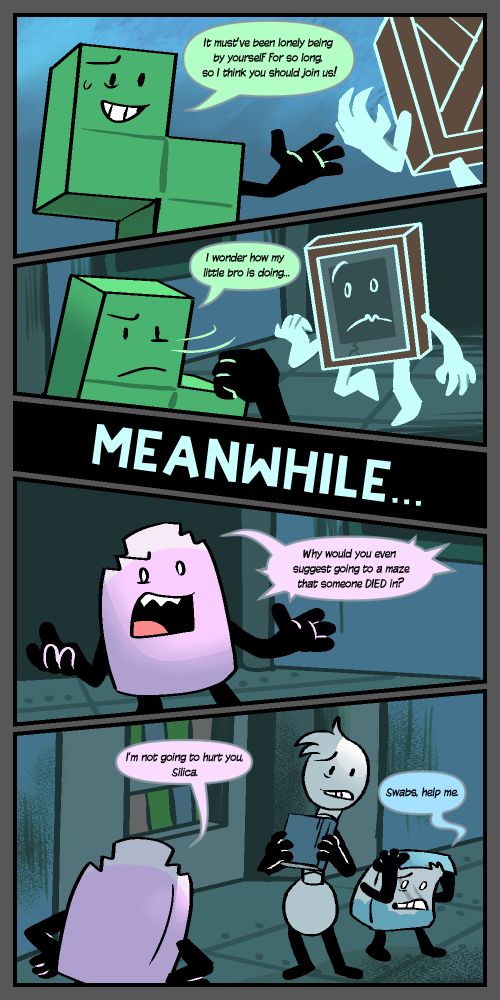 It must've been lonely being
by yourself for so long,
so I think you should join us!
I wonder how my
little bro is doing...
MEANWHILE...
Why would you even
suggest going to a maze
that someone DIED in?
I'm not going to hurt you,
Silica.
Swabs, help me.